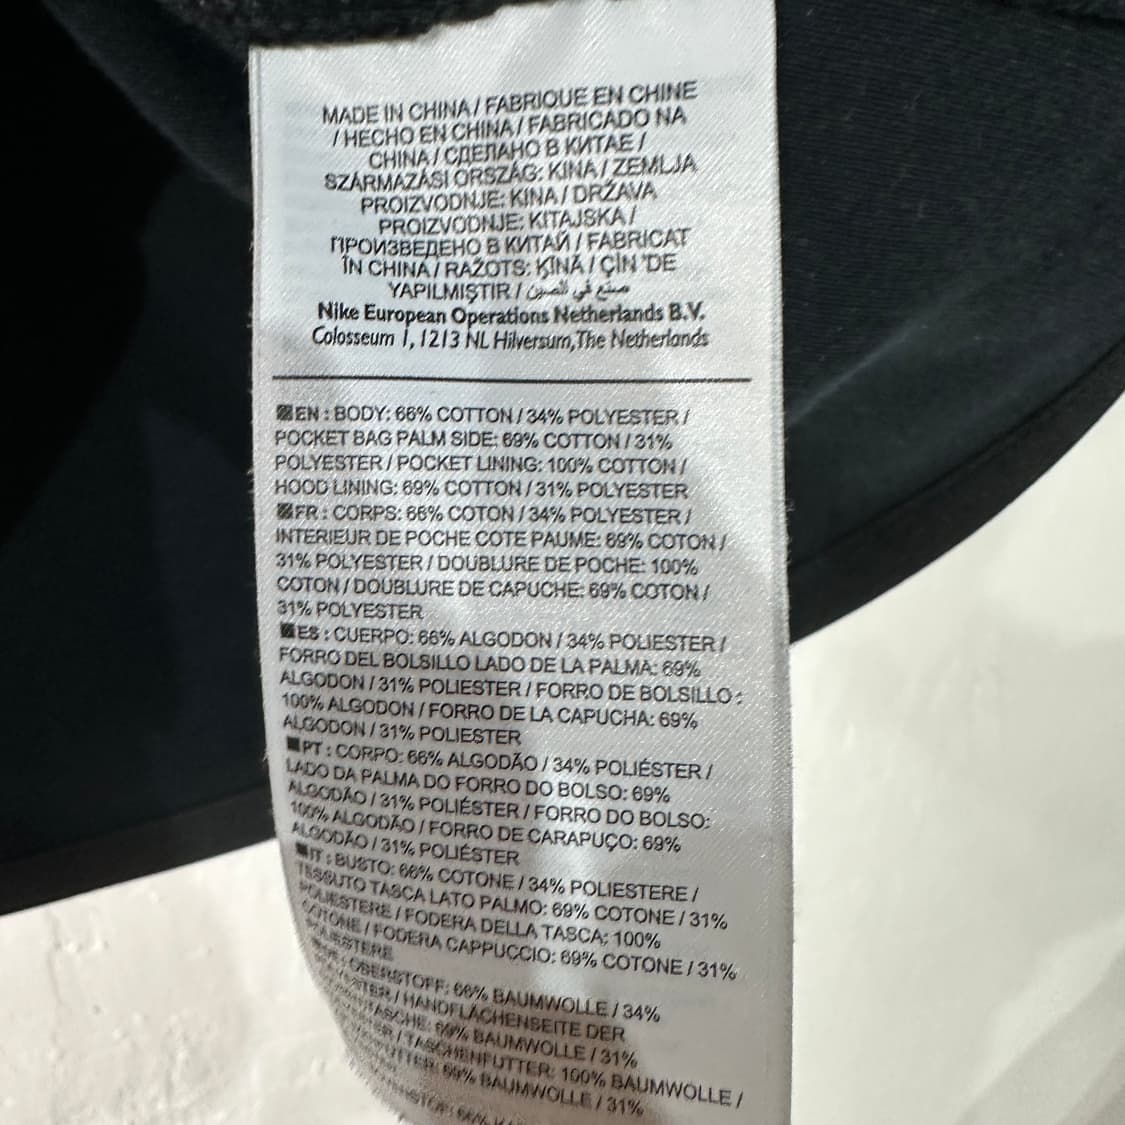 MADE IN CHINA / FABRIQUE EN CHINE
/ HECHO EN CHINA / FABRICADO NA
CHINA / СДЕЛАНО В КИТАЕ /
SZÁRMAZÁSI ORSZÁG: KÍNA / ZEMLJA
PROIZVODNJE: KINA / DRŽAVA
PROIZVODNJE: KITAJSKA /
ПРОИЗВЕДЕНО В КИТАЙ / FABRICAT
ÎN CHINA / RAŽOTS: ĶĪNĀ / ÇİN 'DE
YAPILMIŞTIR / صنع في الصين
Nike European Operations Netherlands B.V.
Colosseum 1, 1213 NL Hilversum, The Netherlands
EN : BODY: 66% COTTON / 34% POLYESTER /
POCKET BAG PALM SIDE: 69% COTTON / 31%
POLYESTER / POCKET LINING: 100% COTTON /
HOOD LINING: 69% COTTON / 31% POLYESTER
FR : CORPS: 66% COTON / 34% POLYESTER /
INTERIEUR DE POCHE COTE PAUME: 69% COTON /
31% POLYESTER / DOUBLURE DE POCHE: 100%
COTON / DOUBLURE DE CAPUCHE: 69% COTON /
31% POLYESTER
ES : CUERPO: 66% ALGODON / 34% POLIESTER /
FORRO DEL BOLSILLO LADO DE LA PALMA: 69%
ALGODON / 31% POLIESTER / FORRO DE BOLSILLO :
100% ALGODON / FORRO DE LA CAPUCHA: 69%
ALGODON / 31% POLIESTER
PT : CORPO: 66% ALGODÃO / 34% POLIÉSTER /
LADO DA PALMA DO FORRO DO BOLSO: 69%
ALGODÃO / 31% POLIÉSTER / FORRO DO BOLSO:
100% ALGODÃO / FORRO DE CARAPUÇO: 69%
ALGODÃO / 31% POLIÉSTER
IT : BUSTO: 66% COTONE / 34% POLIESTERE /
TESSUTO TASCA LATO PALMO: 69% COTONE / 31%
POLIESTERE / FODERA DELLA TASCA: 100%
COTONE / FODERA CAPPUCCIO: 69% COTONE / 31%
POLIESTERE
OBERSTOFF: 66% BAUMWOLLE / 34%
/ HANDFLÄCHENSEITE DER
69% BAUMWOLLE / 31%
/ TASCHENFUTTER: 100% BAUMWOLLE /
69% BAUMWOLLE / 31%